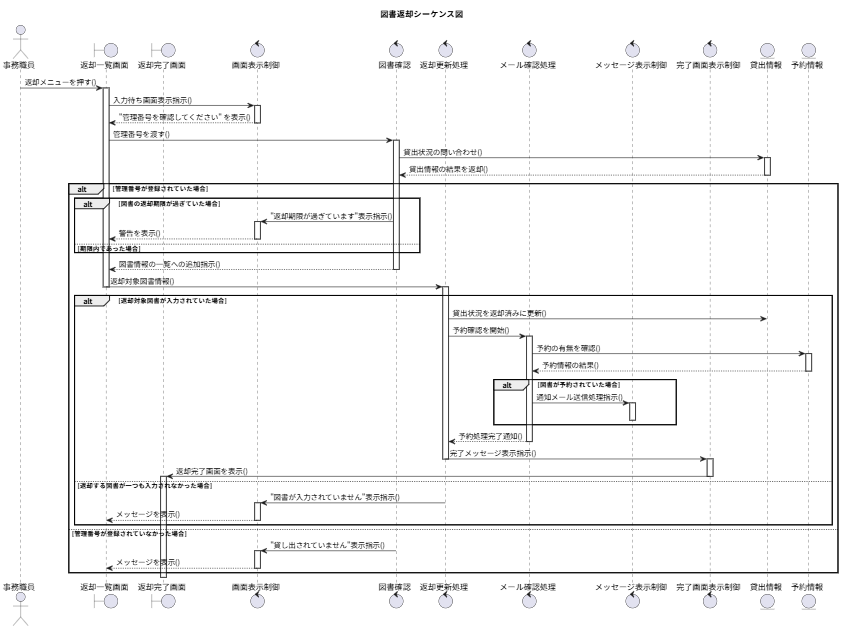 図書返却シーケンス図
事務職員 返却一覧画面 返却完了画面 画面表示制御 図書確認 返却更新処理 メール確認処理 メッセージ表示制御 完了画面表示制御 貸出情報 予約情報
返却メニューを押す()
入力待ち画面表示指示()
"管理番号を確認してください" を表示()
管理番号を渡す()
貸出状況の問い合わせ()
貸出情報の結果を返却()
alt [管理番号が登録されていた場合]
alt [図書の返却期限が過ぎていた場合]
"返却期限が過ぎています"表示指示()
警告を表示()
[期限内であった場合]
図書情報の一覧への追加指示()
返却対象図書情報()
alt [返却対象図書が入力されていた場合]
貸出状況を返却済みに更新()
予約確認を開始()
予約の有無を確認()
予約情報の結果()
alt [図書が予約されていた場合]
通知メール送信処理指示()
予約処理完了通知()
完了メッセージ表示指示()
返却完了画面を表示()
[返却する図書が一つも入力されなかった場合]
"図書が入力されていません"表示指示()
メッセージを表示()
[管理番号が登録されていなかった場合]
"貸し出されていません"表示指示()
メッセージを表示()
事務職員 返却一覧画面 返却完了画面 画面表示制御 図書確認 返却更新処理 メール確認処理 メッセージ表示制御 完了画面表示制御 貸出情報 予約情報